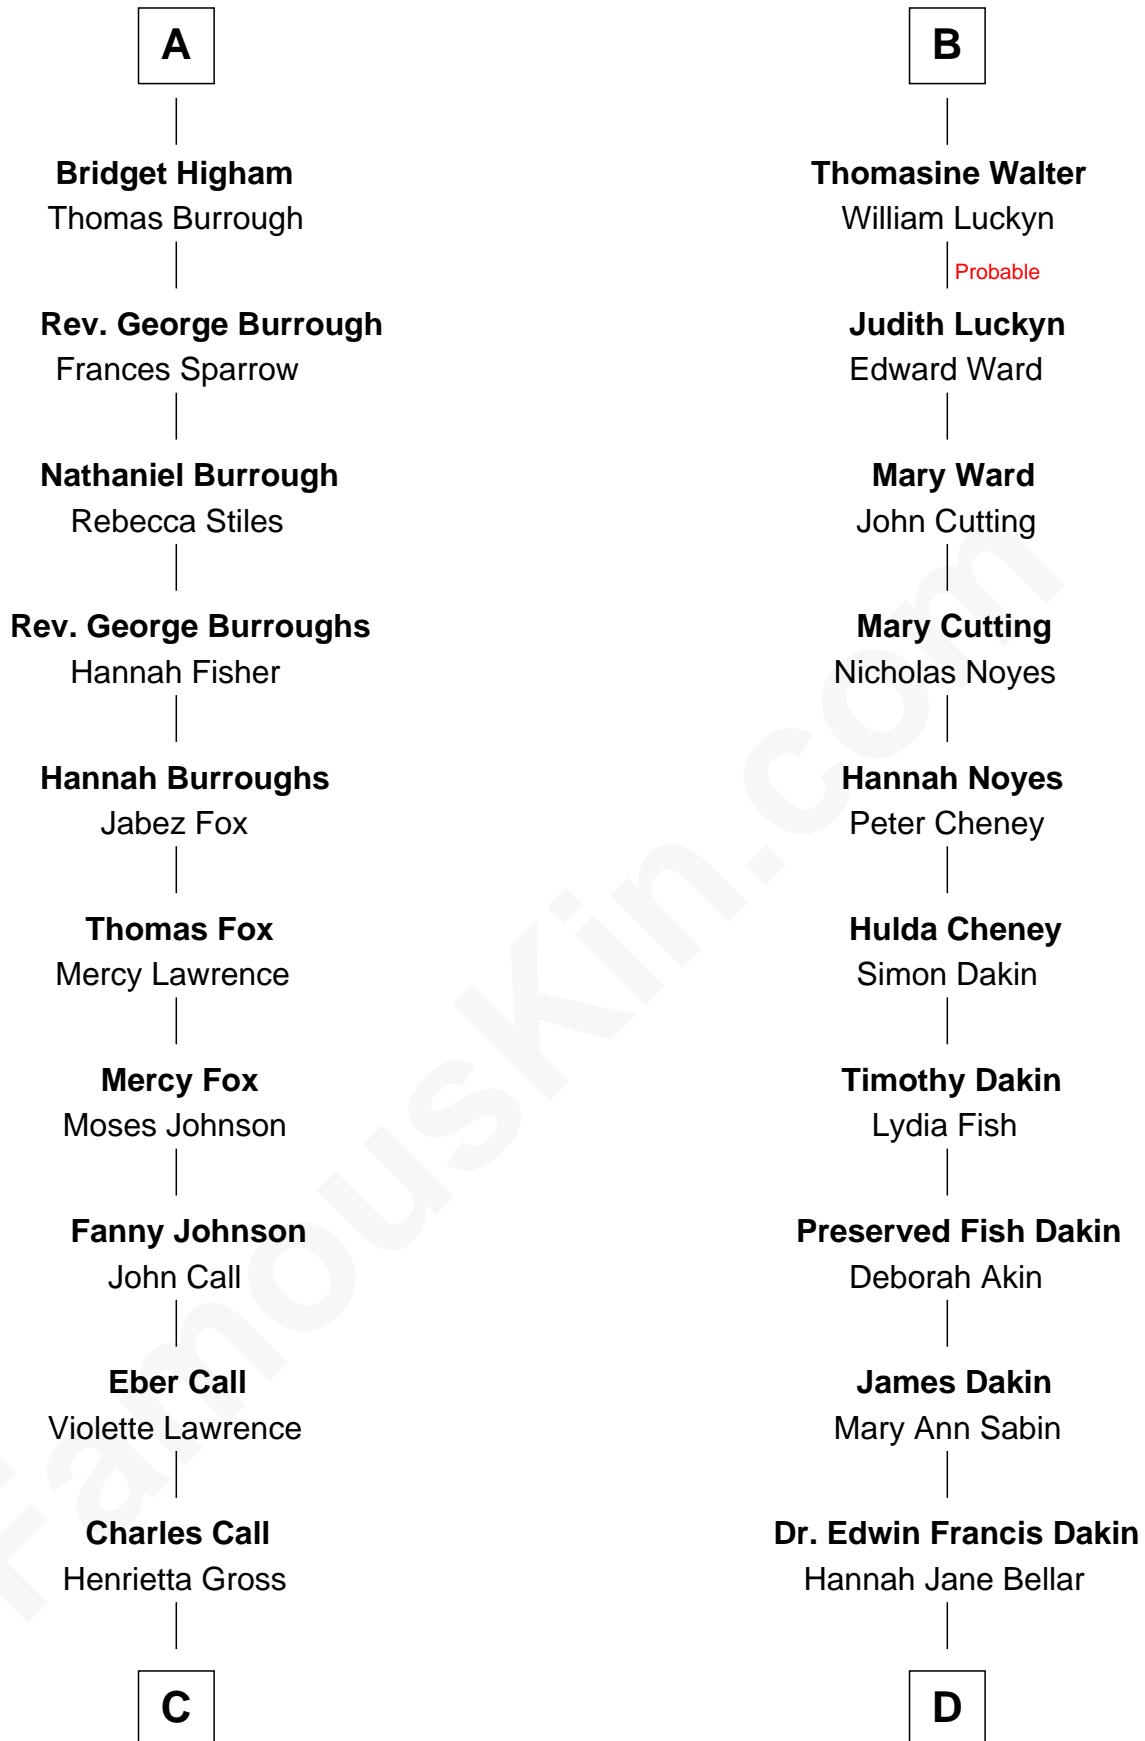 A
Bridget Higham
Thomas Burrough
Rev. George Burrough
Frances Sparrow
Nathaniel Burrough
Rebecca Stiles
Rev. George Burroughs
Hannah Fisher
Hannah Burroughs
Jabez Fox
Thomas Fox
Mercy Lawrence
Mercy Fox
Moses Johnson
Fanny Johnson
John Call
Eber Call
Violette Lawrence
Charles Call
Henrietta Gross
C
B
Thomasine Walter
William Luckyn
Probable
Judith Luckyn
Edward Ward
Mary Ward
John Cutting
Mary Cutting
Nicholas Noyes
Hannah Noyes
Peter Cheney
Hulda Cheney
Simon Dakin
Timothy Dakin
Lydia Fish
Preserved Fish Dakin
Deborah Akin
James Dakin
Mary Ann Sabin
Dr. Edwin Francis Dakin
Hannah Jane Bellar
D
FamousKin.com